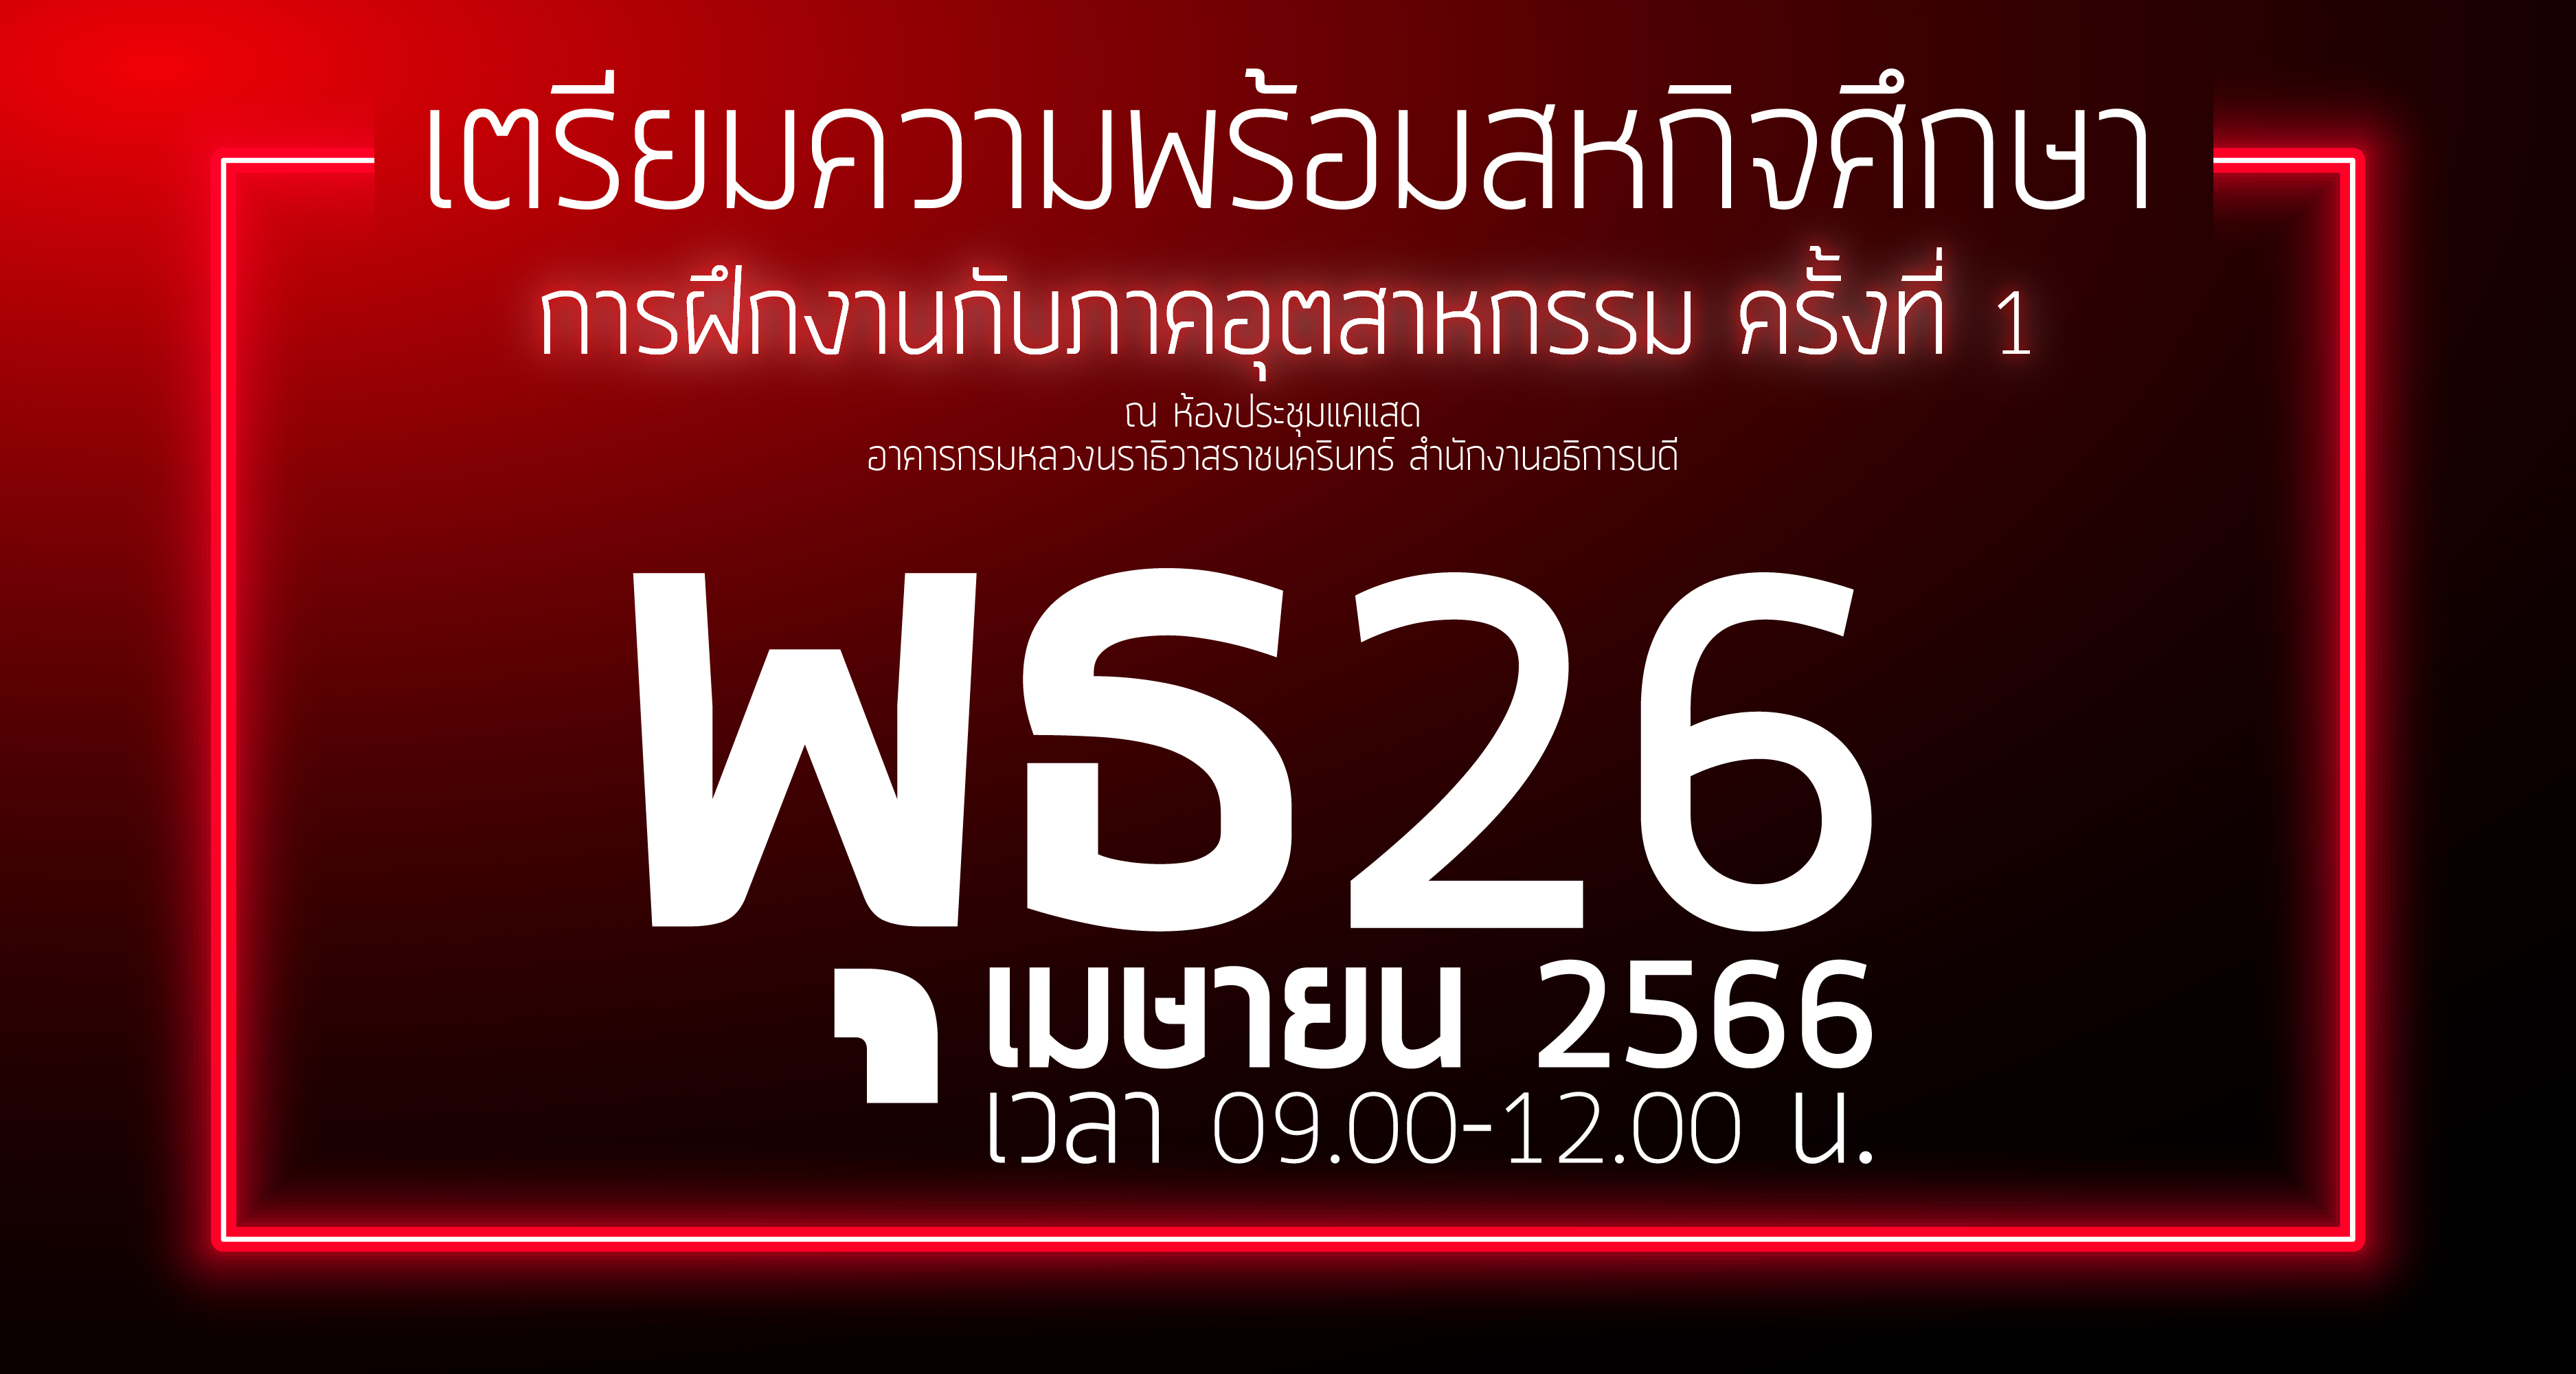 เตรียมความพร้อมสหกิจศึกษา
การฝึกงานกับภาคอุตสาหกรรม ครั้งที่ 1
ณ ห้องประชุมแคแสด
อาคารกรมหลวงนราธิวาสราชนครินทร์ สำนักงานอธิการบดี
พุธ26
เมษายน 2566
เวลา 09.00-12.00 น.